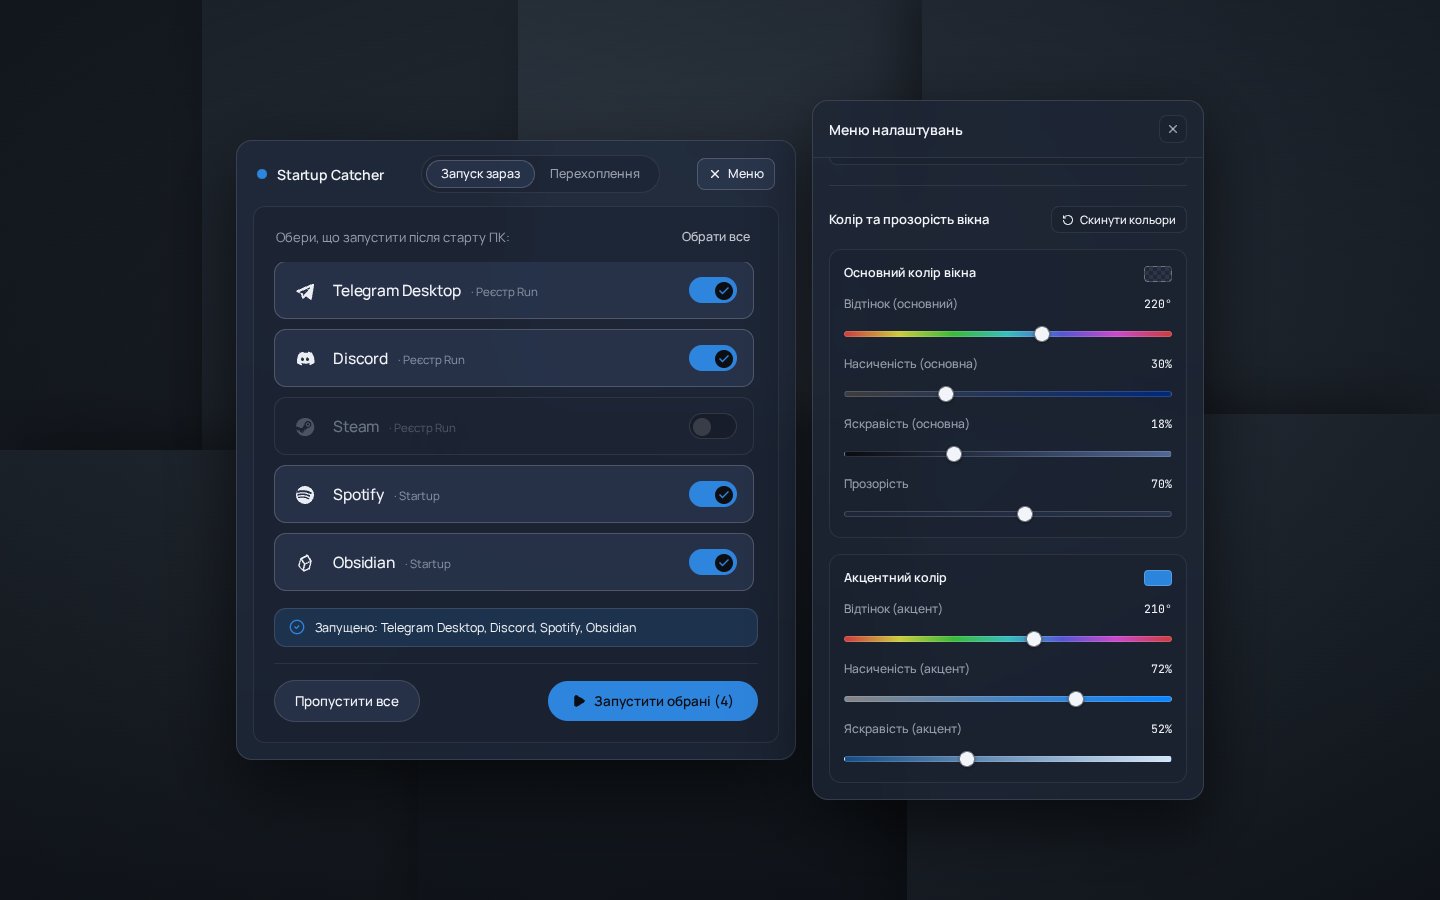 Startup Catcher
Запуск зараз
Перехоплення
Меню
Обери, що запустити після старту ПК:
Обрати все
Telegram Desktop · Реєстр Run
Discord · Реєстр Run
Steam · Реєстр Run
Spotify · Startup
Obsidian · Startup
Запущено: Telegram Desktop, Discord, Spotify, Obsidian
Пропустити все
Запустити обрані (4)
Меню налаштувань
Колір та прозорість вікна
Скинути кольори
Основний колір вікна
Відтінок (основний) 220°
Насиченість (основна) 30%
Яскравість (основна) 18%
Прозорість 70%
Акцентний колір
Відтінок (акцент) 210°
Насиченість (акцент) 72%
Яскравість (акцент) 52%